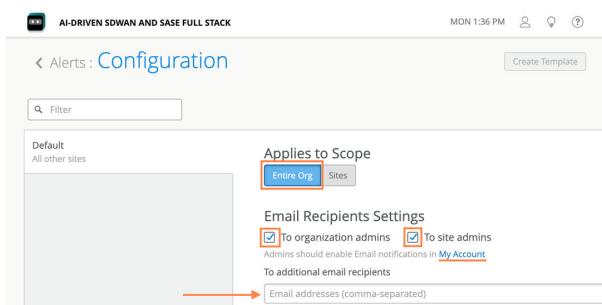 AI-DRIVEN SDWAN AND SASE FULL STACK
MON 1:36 PM
?
Alerts : Configuration
Create Template
Filter
Default
All other sites
Applies to Scope
Entire Org Sites
Email Recipients Settings
To organization admins To site admins
Admins should enable Email notifications in My Account
To additional email recipients
Email addresses (comma-separated)